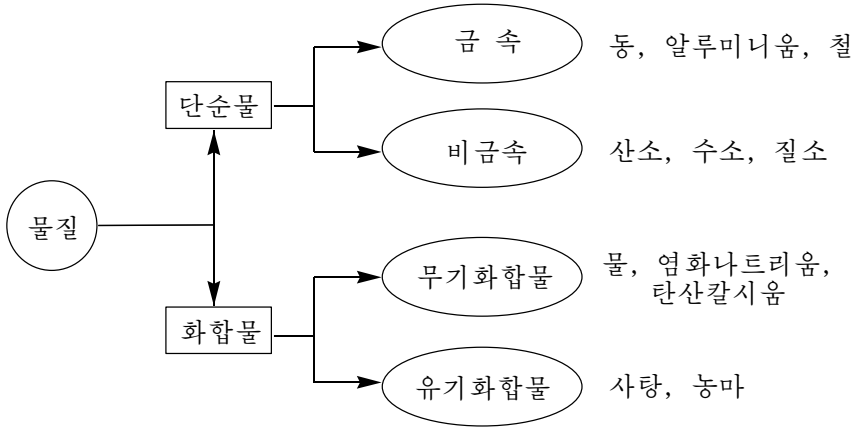 금 속
동, 알루미니움, 철
단순물
비금속
산소, 수소, 질소
물질
무기화합물
물, 염화나트리움,
탄산칼시움
화합물
유기화합물
사탕, 농마